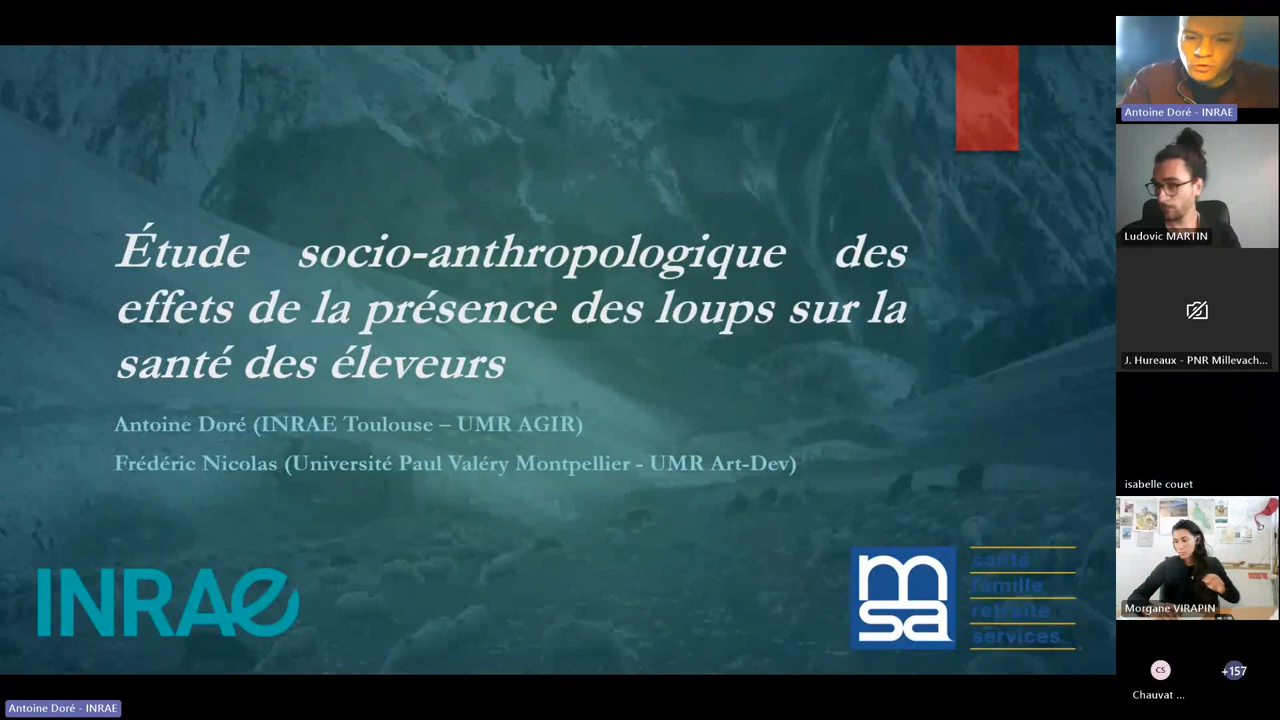 Étude socio-anthropologique des
effets de la présence des loups sur la
santé des éleveurs
Antoine Doré (INRAE Toulouse – UMR AGIR)
Frédéric Nicolas (Université Paul Valéry Montpellier - UMR Art-Dev)
INRAE
msa
santé
famille
retraite
services
Antoine Doré - INRAE
Antoine Doré - INRAE
Ludovic MARTIN
J. Hureaux - PNR Millevach...
isabelle couet
Morgane VIRAPIN
CS
+157
Chauvat ...